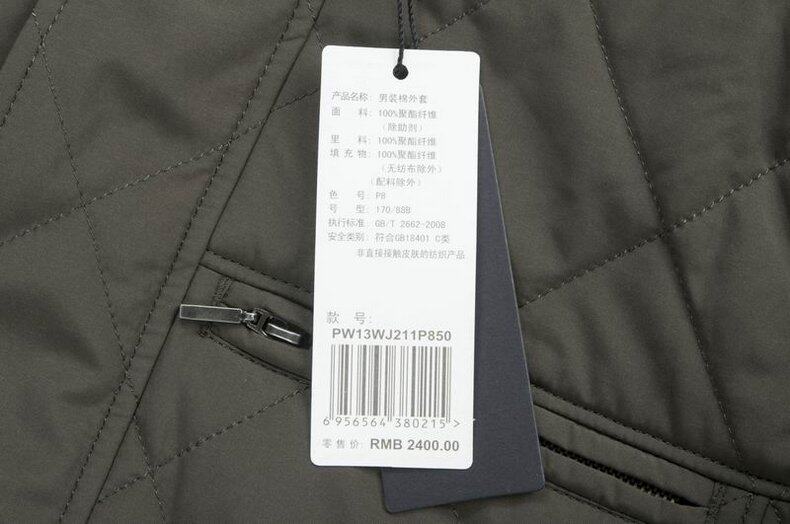 产品名称: 男装棉外套
面 料: 100%聚酯纤维
(除助剂)
里 料: 100%聚酯纤维
填 充 物: 100%聚酯纤维
(无纺布除外)
(配料除外)
色 号: P8
号 型: 170/88B
执行标准: GB/T 2662-2008
安全类别: 符合GB18401 C类
非直接接触皮肤的纺织产品
款 号:
PW13WJ211P850
6 956564 380215 >
零售价: RMB 2400.00